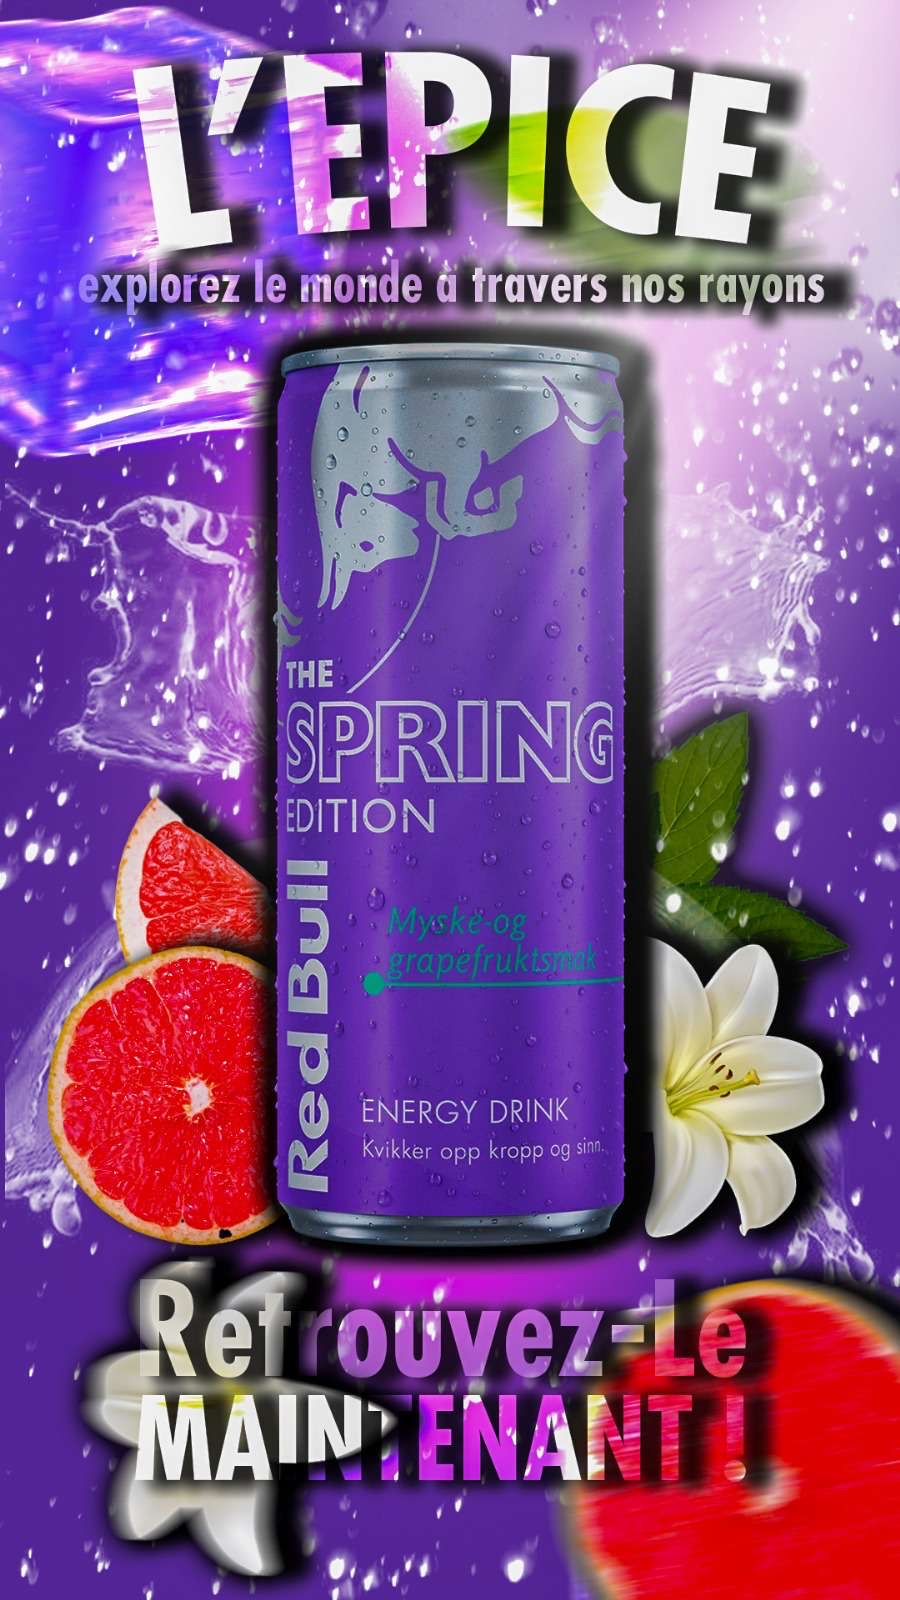 L'EPICE
explorez le monde a travers nos rayons
THE
SPRING
EDITION
Red Bull
Myske-og
grapefruktsmak
ENERGY DRINK
Kvikker opp kropp og sinn.
Retrouvez-Le
MAINTENANT !